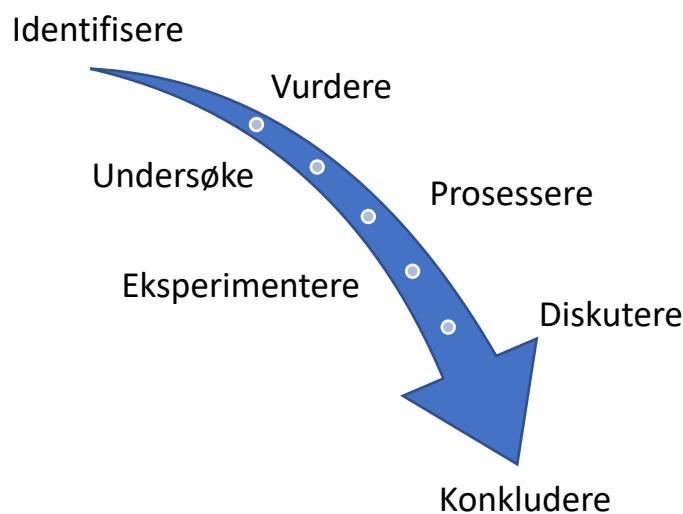 Identifisere
Vurdere
Undersøke
Prosessere
Eksperimentere
Diskutere
Konkludere